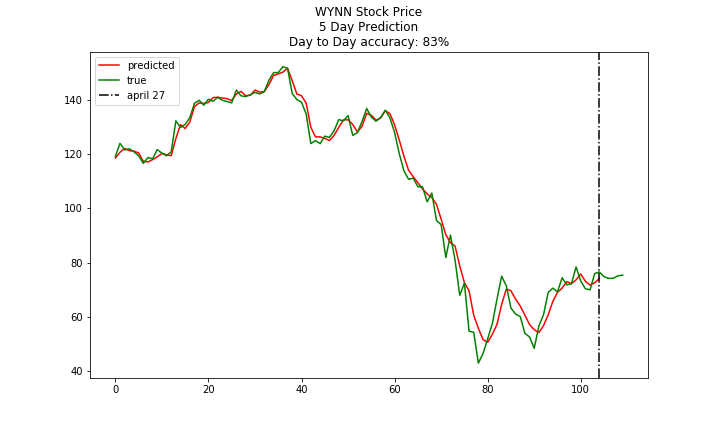 WYNN Stock Price
5 Day Prediction
Day to Day accuracy: 83%
predicted
true
april 27
140
120
100
80
60
40
0 20 40 60 80 100